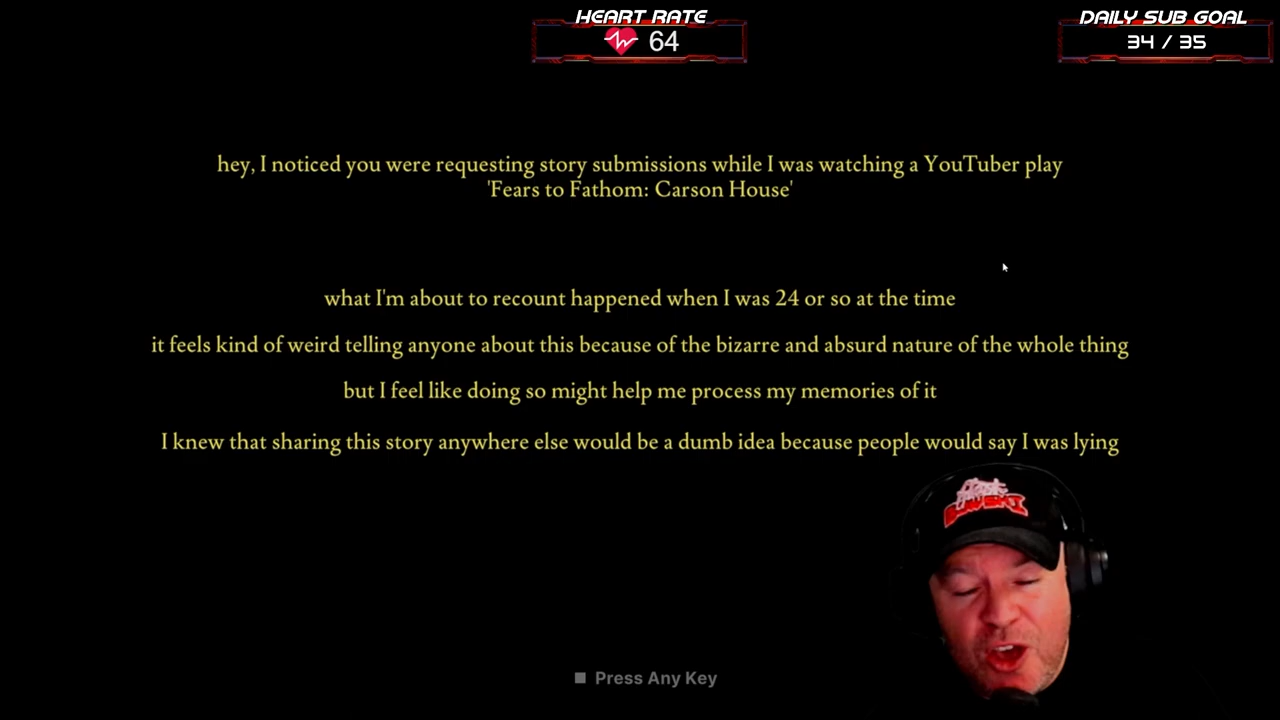 HEART RATE
64
DAILY SUB GOAL
34 / 35
hey, I noticed you were requesting story submissions while I was watching a YouTuber play
'Fears to Fathom: Carson House'
what I'm about to recount happened when I was 24 or so at the time
it feels kind of weird telling anyone about this because of the bizarre and absurd nature of the whole thing
but I feel like doing so might help me process my memories of it
I knew that sharing this story anywhere else would be a dumb idea because people would say I was lying
Press Any Key